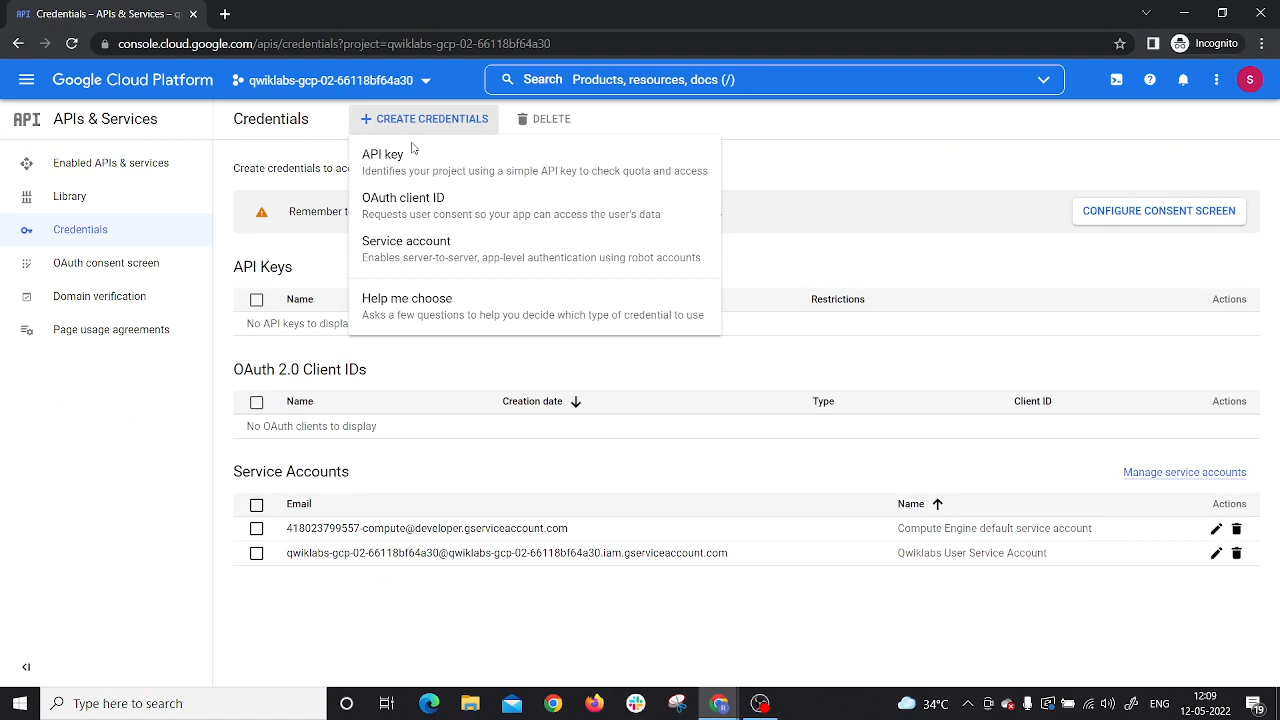 API Credentials – APIs & Services – q
console.cloud.google.com/apis/credentials?project=qwiklabs-gcp-02-66118bf64a30
Incognito
Google Cloud Platform
qwiklabs-gcp-02-66118bf64a30
Search Products, resources, docs (/)
S
API APIs & Services
Credentials
CREATE CREDENTIALS
DELETE
Enabled APIs & services
Library
Credentials
OAuth consent screen
Domain verification
Page usage agreements
Create credentials to ac
API key
Identifies your project using a simple API key to check quota and access
OAuth client ID
Requests user consent so your app can access the user's data
Service account
Enables server-to-server, app-level authentication using robot accounts
Help me choose
Asks a few questions to help you decide which type of credential to use
Remember t
CONFIGURE CONSENT SCREEN
API Keys
Name Restrictions Actions
No API keys to displa
OAuth 2.0 Client IDs
Name Creation date Type Client ID Actions
No OAuth clients to display
Service Accounts
Manage service accounts
Email Name Actions
418023799557-compute@developer.gserviceaccount.com Compute Engine default service account
qwiklabs-gcp-02-66118bf64a30@qwiklabs-gcp-02-66118bf64a30.iam.gserviceaccount.com Qwiklabs User Service Account
Type here to search
34°C
ENG
12:09
12-05-2022
19